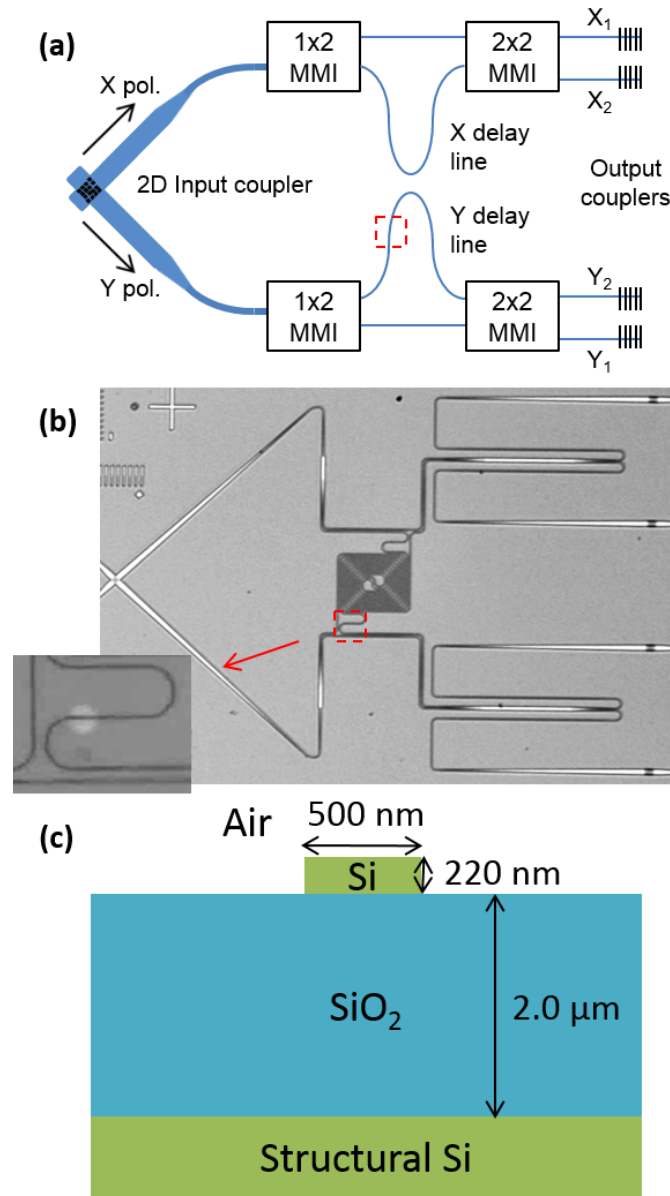 (a)
X pol.
2D Input coupler
Y pol.
1x2
MMI
2x2
MMI
X₁
X₂
X delay
line
Y delay
line
Output
couplers
1x2
MMI
2x2
MMI
Y₂
Y₁
(b)
(c)
Air
500 nm
Si
220 nm
SiO₂
2.0 µm
Structural Si